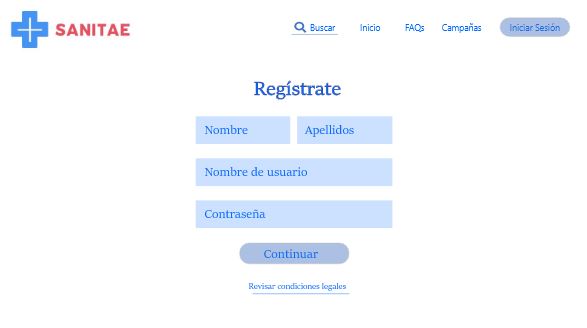 SANITAE
Buscar Inicio FAQs Campañas Iniciar Sesión
Regístrate
Nombre Apellidos
Nombre de usuario
Contraseña
Continuar
Revisar condiciones legales